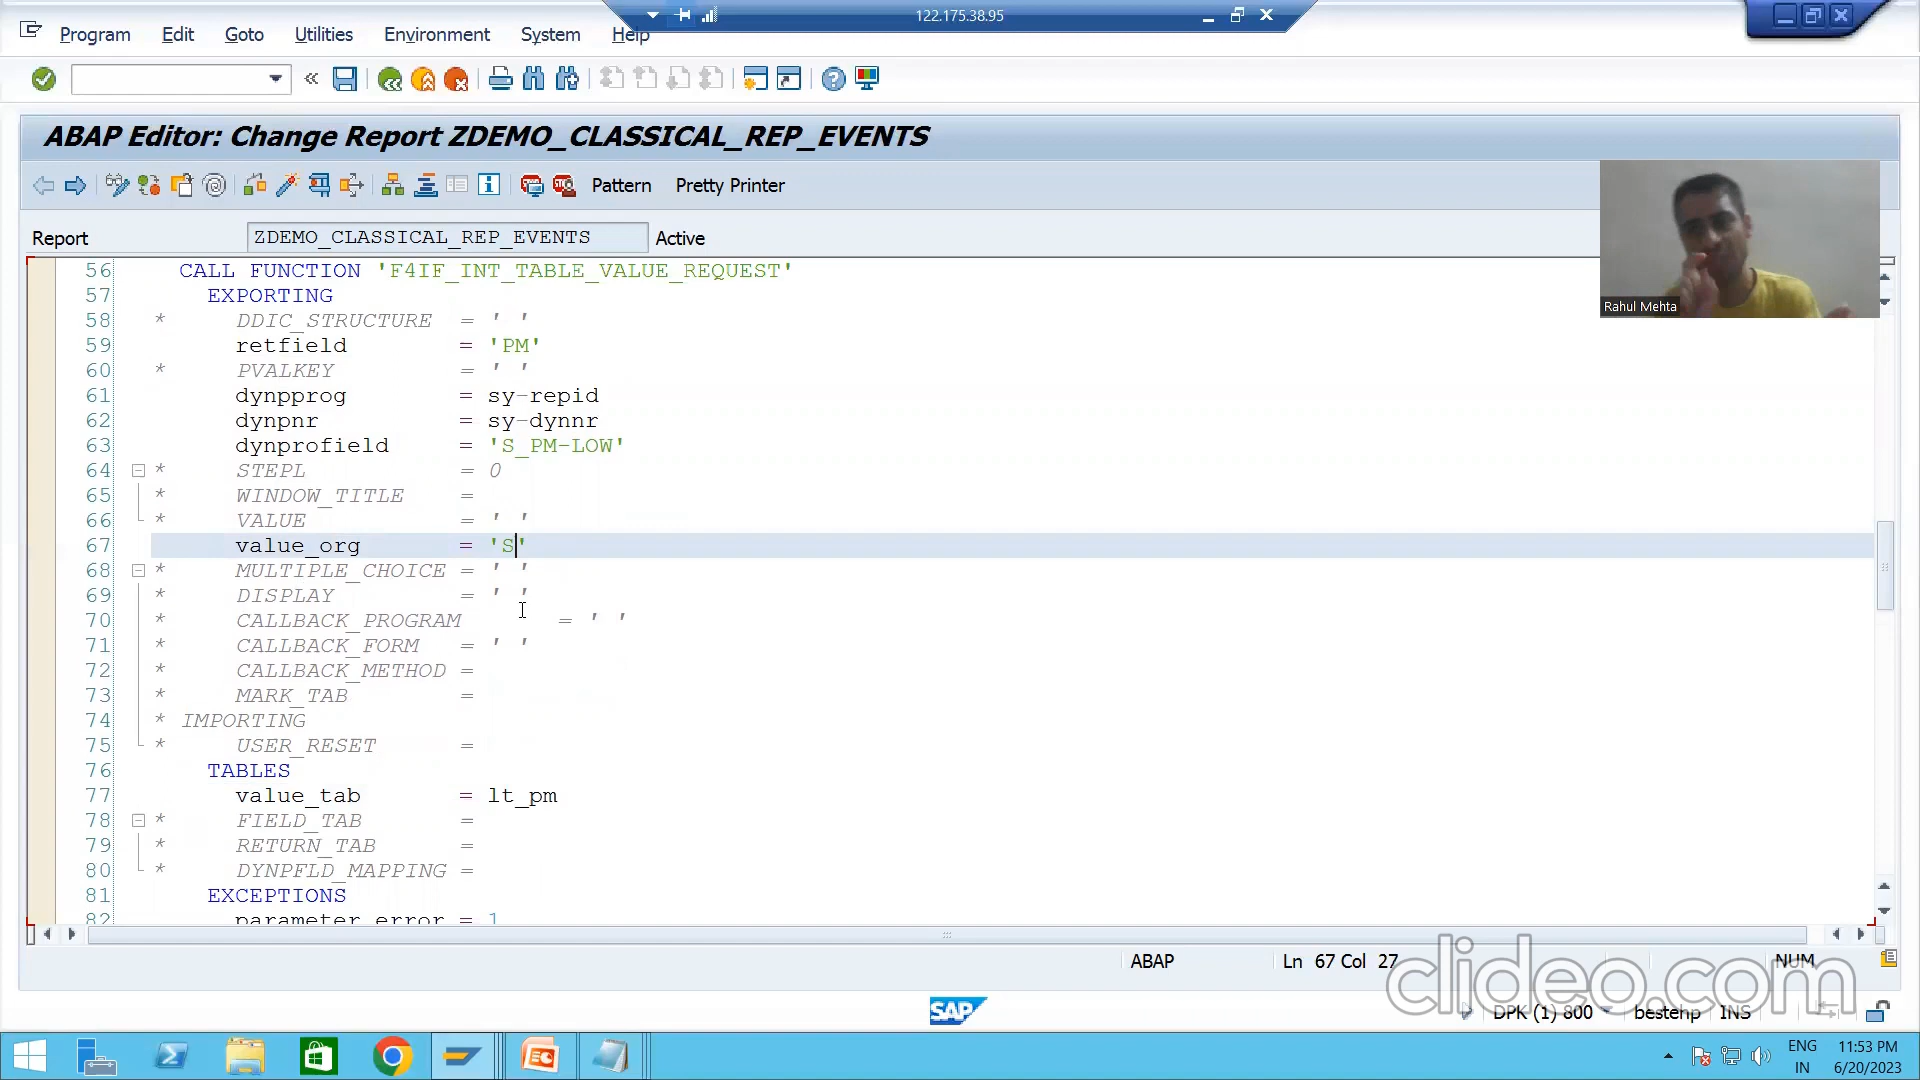 122.175.38.95
Program Edit Goto Utilities Environment System Help
ABAP Editor: Change Report ZDEMO_CLASSICAL_REP_EVENTS
Pattern Pretty Printer
Report ZDEMO_CLASSICAL_REP_EVENTS Active
Rahul Mehta
56 CALL FUNCTION 'F4IF_INT_TABLE_VALUE_REQUEST'
57 EXPORTING
58 * DDIC_STRUCTURE = ' '
59 retfield = 'PM'
60 * PVALKEY = ' '
61 dynpprog = sy-repid
62 dynpnr = sy-dynnr
63 dynprofield = 'S_PM-LOW'
64 * STEPL = 0
65 * WINDOW_TITLE =
66 * VALUE = ' '
67 value_org = 'S'
68 * MULTIPLE_CHOICE = ' '
69 * DISPLAY = ' '
70 * CALLBACK_PROGRAM = ' '
71 * CALLBACK_FORM = ' '
72 * CALLBACK_METHOD =
73 * MARK_TAB =
74 * IMPORTING
75 * USER_RESET =
76 TABLES
77 value_tab = lt_pm
78 * FIELD_TAB =
79 * RETURN_TAB =
80 * DYNPFLD_MAPPING =
81 EXCEPTIONS
82 parameter_error = 1
ABAP Ln 67 Col 27 NUM
clideo.com
SAP DPK (1) 800 bestehp INS
ENG 11:53 PM
IN 6/20/2023